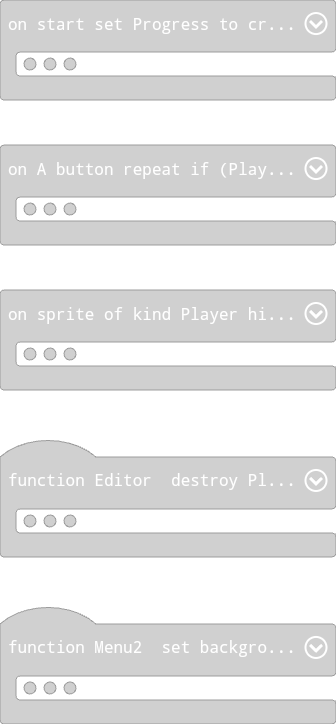 on start set Progress to cr...
on A button repeat if (Play...
on sprite of kind Player hi...
function Editor  destroy Pl...
function Menu2  set backgro...